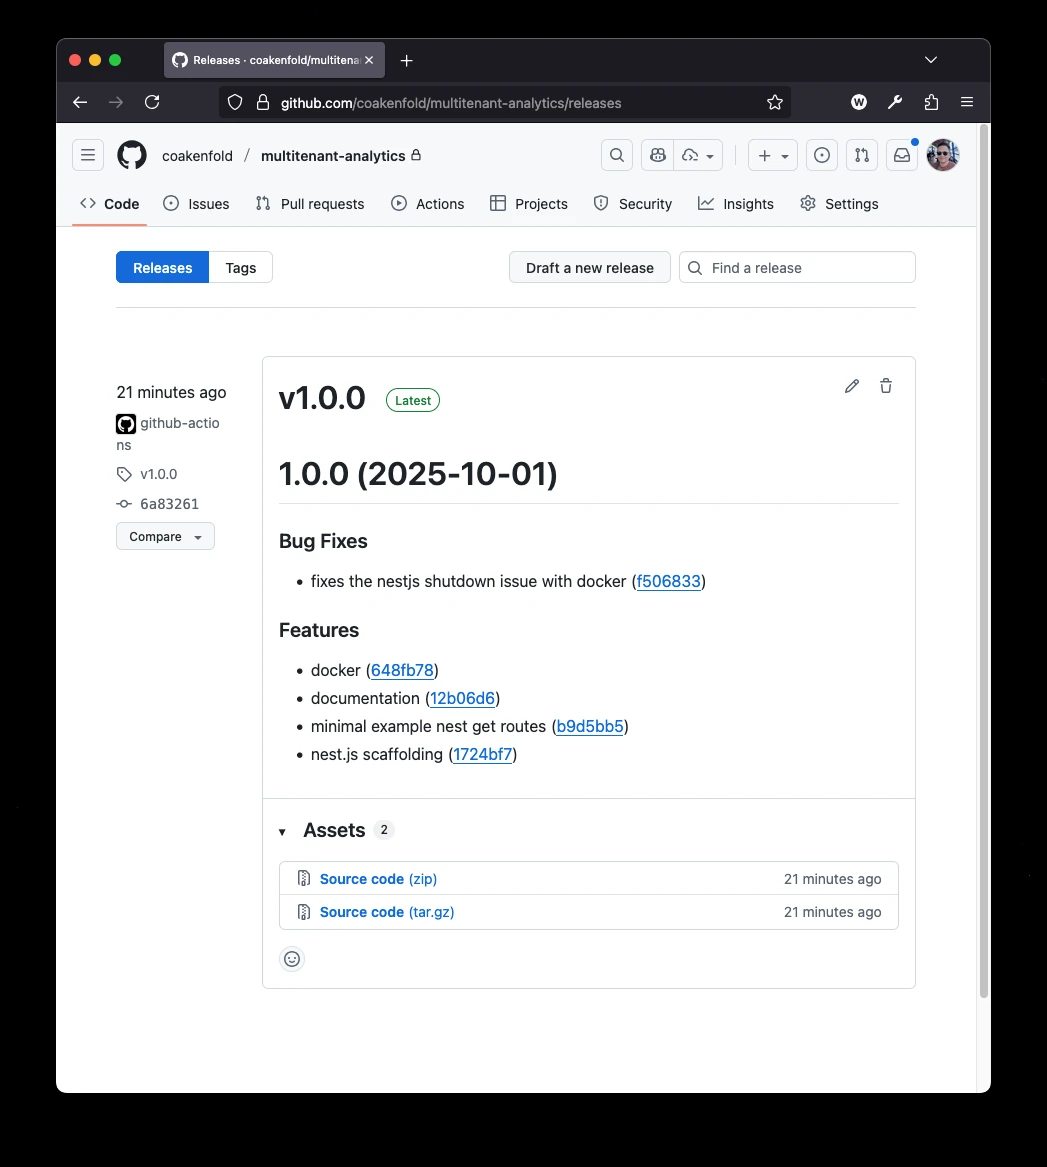 Releases · coakenfold/multitena
github.com/coakenfold/multitenant-analytics/releases
W
coakenfold / multitenant-analytics
Code Issues Pull requests Actions Projects Security Insights Settings
Releases Tags Draft a new release Find a release
21 minutes ago
github-actio
ns
v1.0.0
6a83261
Compare
v1.0.0 Latest
1.0.0 (2025-10-01)
Bug Fixes
• fixes the nestjs shutdown issue with docker (f506833)
Features
• docker (648fb78)
• documentation (12b06d6)
• minimal example nest get routes (b9d5bb5)
• nest.js scaffolding (1724bf7)
Assets 2
Source code (zip) 21 minutes ago
Source code (tar.gz) 21 minutes ago